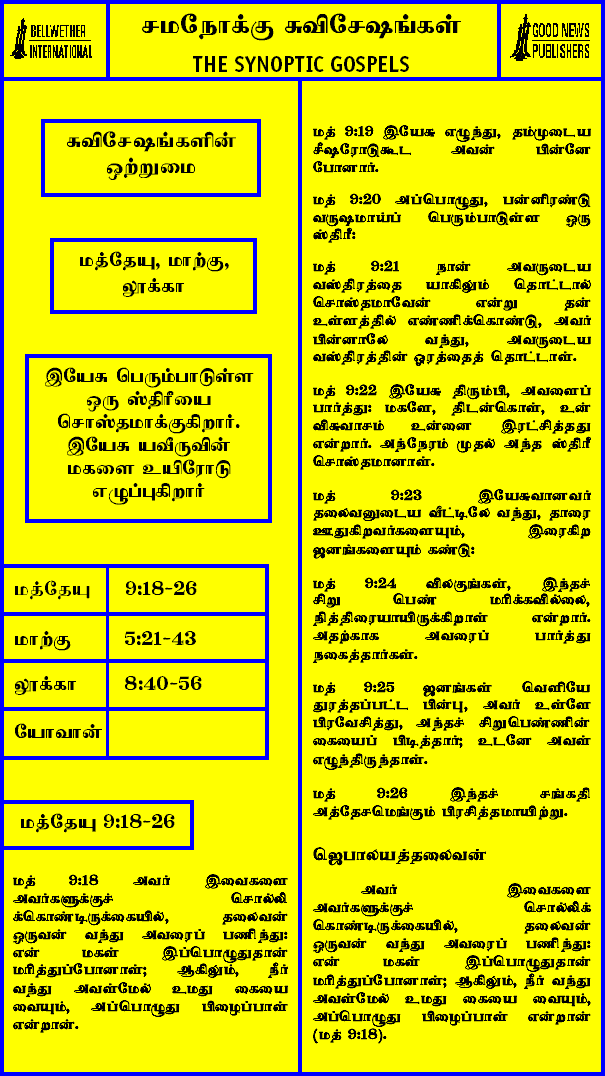 BELLWETHER
INTERNATIONAL
சமநோக்கு சுவிசேஷங்கள்
THE SYNOPTIC GOSPELS
GOOD NEWS
PUBLISHERS
சுவிசேஷங்களின்
ஒற்றுமை
மத்தேயு, மாற்கு,
லூக்கா
இயேசு பெரும்பாடுள்ள
ஒரு ஸ்திரீயை
சொஸ்தமாக்குகிறார்.
இயேசு யவீருவின்
மகளை உயிரோடு
எழுப்புகிறார்
மத்தேயு 9:18-26
மாற்கு 5:21-43
லூக்கா 8:40-56
யோவான்
மத்தேயு 9:18-26
மத் 9:18 அவர் இவைகளை
அவர்களுக்குச் சொல்லி
க்கொண்டிருக்கையில், தலைவன்
ஒருவன் வந்து அவரைப் பணிந்து:
என் மகள் இப்பொழுதுதான்
மரித்துப்போனாள்; ஆகிலும், நீர்
வந்து அவள்மேல் உமது கையை
வையும், அப்பொழுது பிழைப்பாள்
என்றான்.
மத் 9:19 இயேசு எழுந்து, தம்முடைய
சீஷரோடுகூட அவன் பின்னே
போனார்.
மத் 9:20 அப்பொழுது, பன்னிரண்டு
வருஷமாய்ப் பெரும்பாடுள்ள ஒரு
ஸ்திரீ:
மத் 9:21 நான் அவருடைய
வஸ்திரத்தை யாகிலும் தொட்டால்
சொஸ்தமாவேன் என்று தன்
உள்ளத்தில் எண்ணிக்கொண்டு, அவர்
பின்னாலே வந்து, அவருடைய
வஸ்திரத்தின் ஓரத்தைத் தொட்டாள்.
மத் 9:22 இயேசு திரும்பி, அவளைப்
பார்த்து: மகளே, திடன்கொள், உன்
விசுவாசம் உன்னை இரட்சித்தது
என்றார். அந்நேரம் முதல் அந்த ஸ்திரீ
சொஸ்தமானாள்.
மத் 9:23 இயேசுவானவர்
தலைவனுடைய வீட்டிலே வந்து, தாரை
ஊதுகிறவர்களையும், இரைகிற
ஜனங்களையும் கண்டு:
மத் 9:24 விலகுங்கள், இந்தச்
சிறு பெண் மரிக்கவில்லை,
நித்திரையாயிருக்கிறாள் என்றார்.
அதற்காக அவரைப் பார்த்து
நகைத்தார்கள்.
மத் 9:25 ஜனங்கள் வெளியே
துரத்தப்பட்ட பின்பு, அவர் உள்ளே
பிரவேசித்து, அந்தச் சிறுபெண்ணின்
கையைப் பிடித்தார்; உடனே அவள்
எழுந்திருந்தாள்.
மத் 9:26 இந்தச் சங்கதி
அத்தேசமெங்கும் பிரசித்தமாயிற்று.
ஜெபாலயத்தலைவன்
அவர் இவைகளை
அவர்களுக்குச் சொல்லிக்
கொண்டிருக்கையில், தலைவன்
ஒருவன் வந்து அவரைப் பணிந்து:
என் மகள் இப்பொழுதுதான்
மரித்துப்போனாள்; ஆகிலும், நீர் வந்து
அவள்மேல் உமது கையை வையும்,
அப்பொழுது பிழைப்பாள் என்றான்
(மத் 9:18).